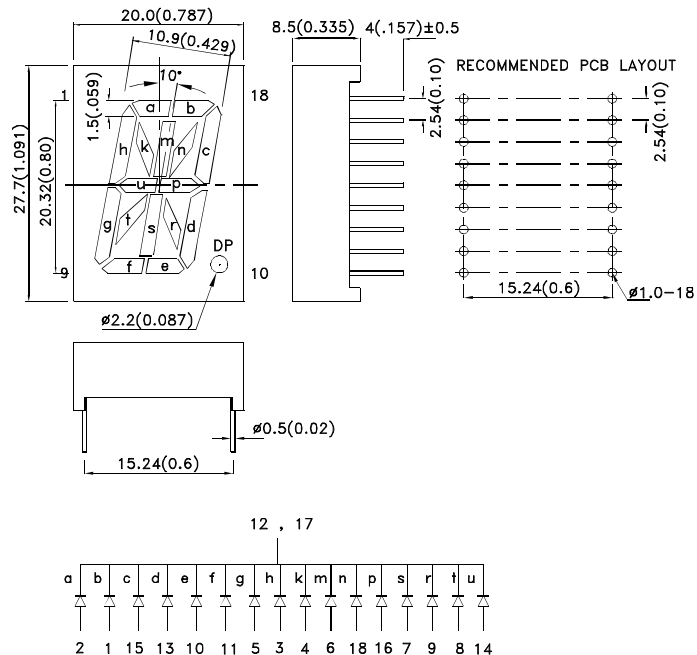 20.0(0.787)
10.9(0.429)
10°
1.5(.059)
27.7(1.091)
20.32(0.80)
1
18
9
10
a b
h k m n c
u p
g t s r d
f e
DP
ø2.2(0.087)
8.5(0.335)
4(.157)±0.5
2.54(0.10)
RECOMMENDED PCB LAYOUT
2.54(0.10)
15.24(0.6)
ø1.0-18
ø0.5(0.02)
15.24(0.6)
12 , 17
a b c d e f g h k m n p s r t u
2 1 15 13 10 11 5 3 4 6 18 16 7 9 8 14